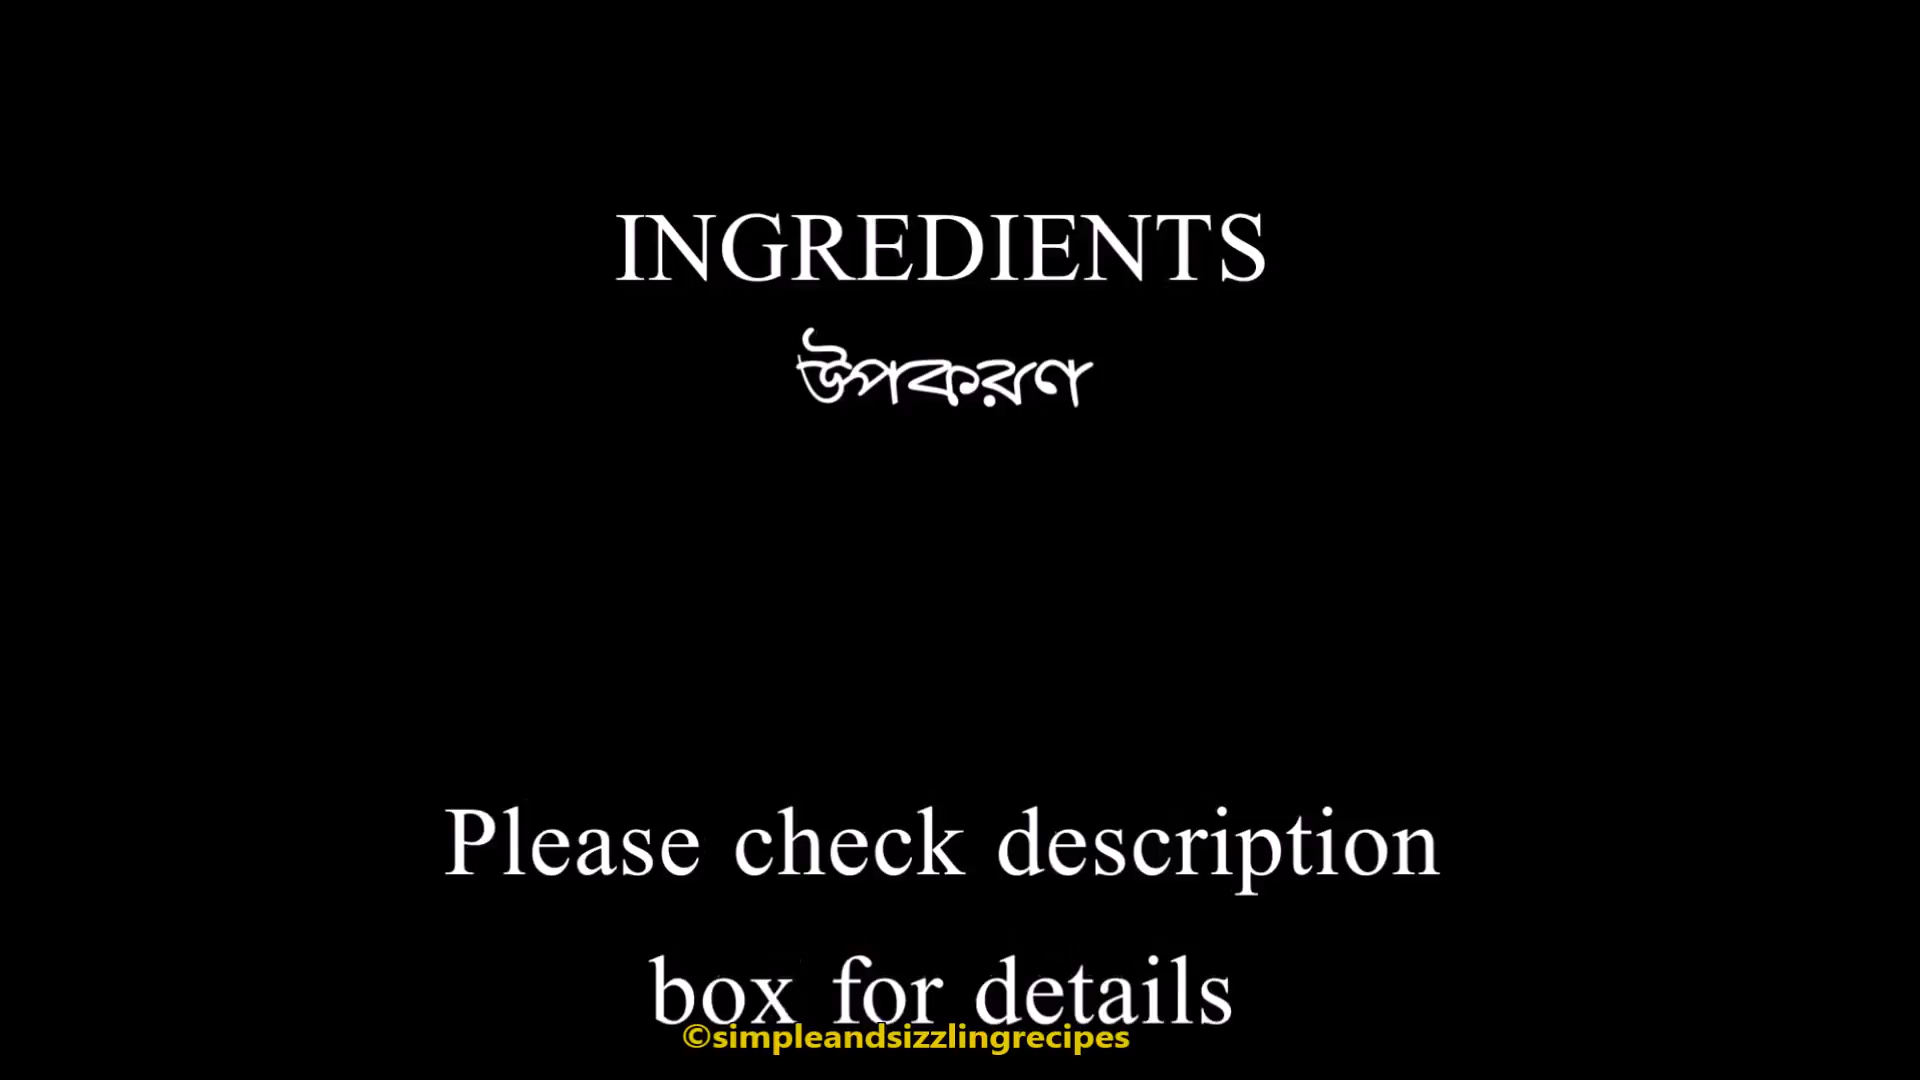 INGREDIENTS
উপকরণ
Please check description
box for details
©simpleandsizzlingrecipes